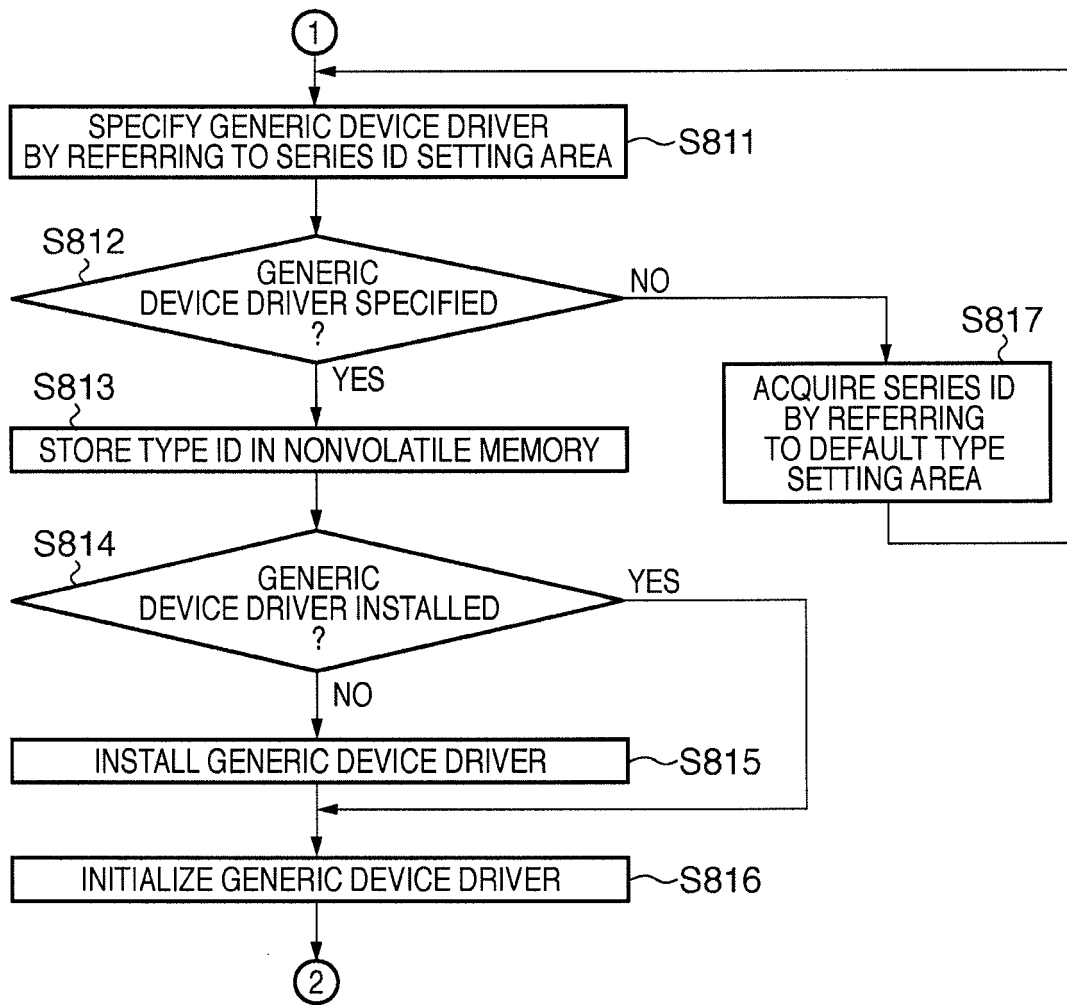 1
SPECIFY GENERIC DEVICE DRIVER
BY REFERRING TO SERIES ID SETTING AREA
S811
S812
GENERIC
DEVICE DRIVER SPECIFIED
?
NO
YES
S817
ACQUIRE SERIES ID
BY REFERRING
TO DEFAULT TYPE
SETTING AREA
S813
STORE TYPE ID IN NONVOLATILE MEMORY
S814
GENERIC
DEVICE DRIVER INSTALLED
?
YES
NO
INSTALL GENERIC DEVICE DRIVER
S815
INITIALIZE GENERIC DEVICE DRIVER
S816
2